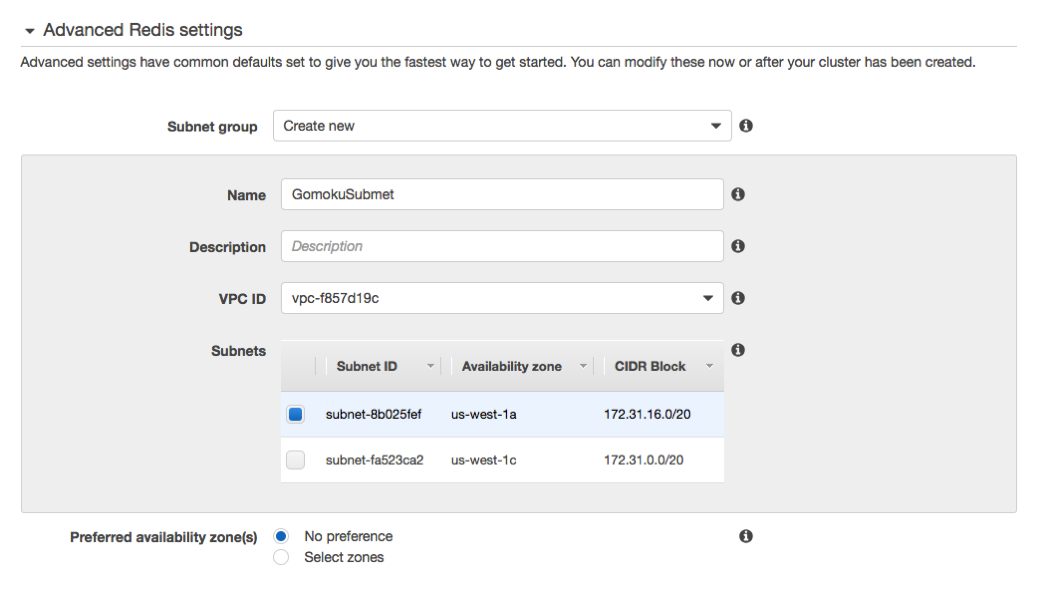 Advanced Redis settings
Advanced settings have common defaults set to give you the fastest way to get started. You can modify these now or after your cluster has been created.
Subnet group Create new
Name GomokuSubmet
Description Description
VPC ID vpc-f857d19c
Subnets
Subnet ID Availability zone CIDR Block
subnet-8b025fef us-west-1a 172.31.16.0/20
subnet-fa523ca2 us-west-1c 172.31.0.0/20
Preferred availability zone(s) No preference
Select zones